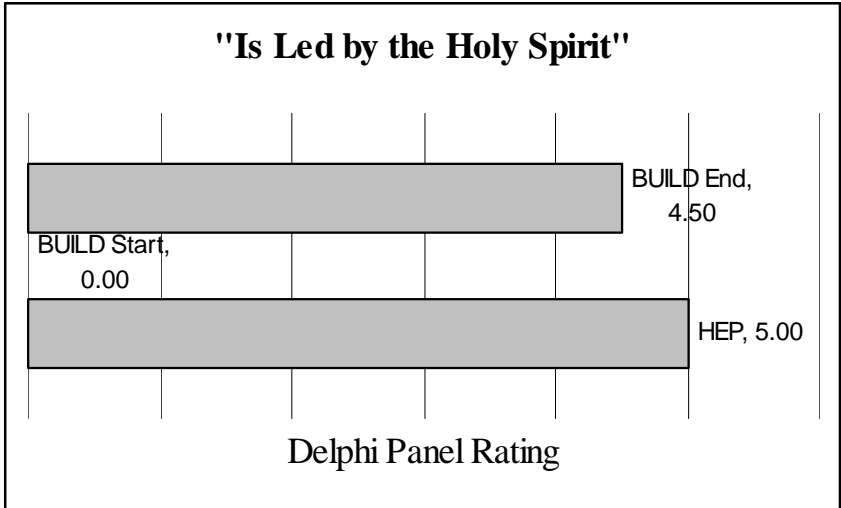 "Is Led by the Holy Spirit"
BUILD End,
4.50
BUILD Start,
0.00
HEP, 5.00
Delphi Panel Rating